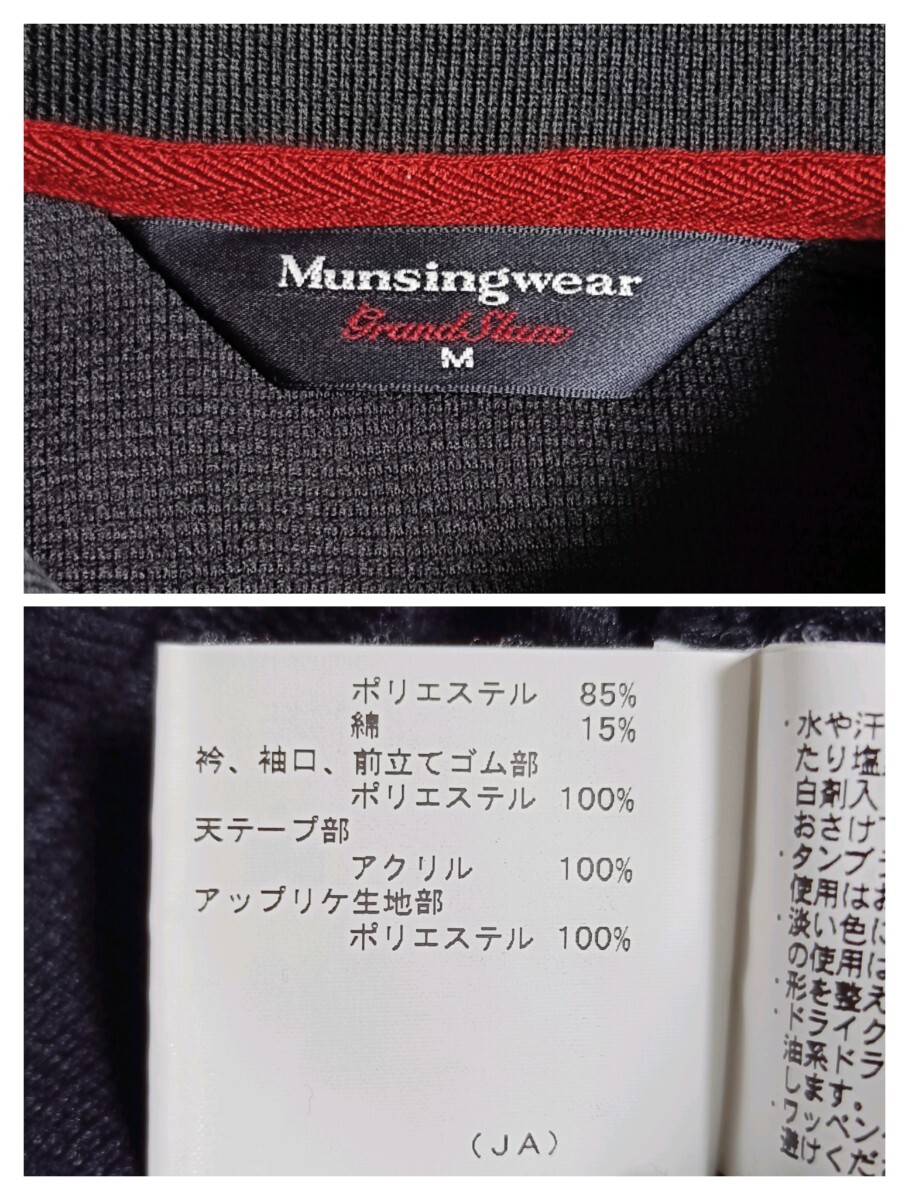 Munsingwear
Grand Slam
M
ポリエステル 85%
綿 15%
衿、袖口、前立てゴム部
ポリエステル 100%
天テープ部
アクリル 100%
アップリケ生地部
ポリエステル 100%
(JA)
・水や汗
たり塩
白剤入
おさけ
・タンブ
使用はお
・淡い色に
の使用は
・形を整え
・ドライク
油系ドラ
します。
・ワッペン
避けくだ